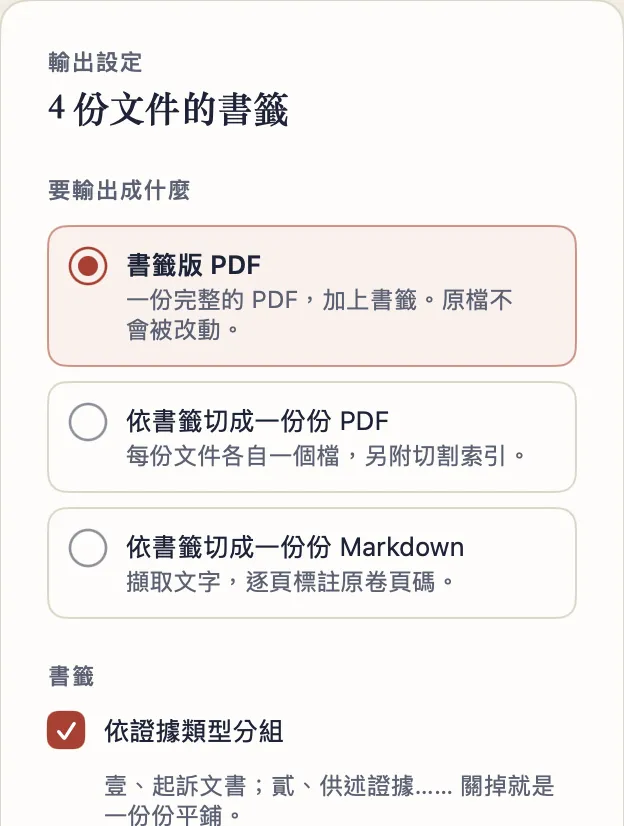 輸出設定
4 份文件的書籤
要輸出成什麼
書籤版 PDF
一份完整的 PDF，加上書籤。原檔不
會被改動。
依書籤切成一份份 PDF
每份文件各自一個檔，另附切割索引。
依書籤切成一份份 Markdown
擷取文字，逐頁標註原卷頁碼。
書籤
依證據類型分組
壹、起訴文書；貳、供述證據…… 關掉就是
一份份平鋪。